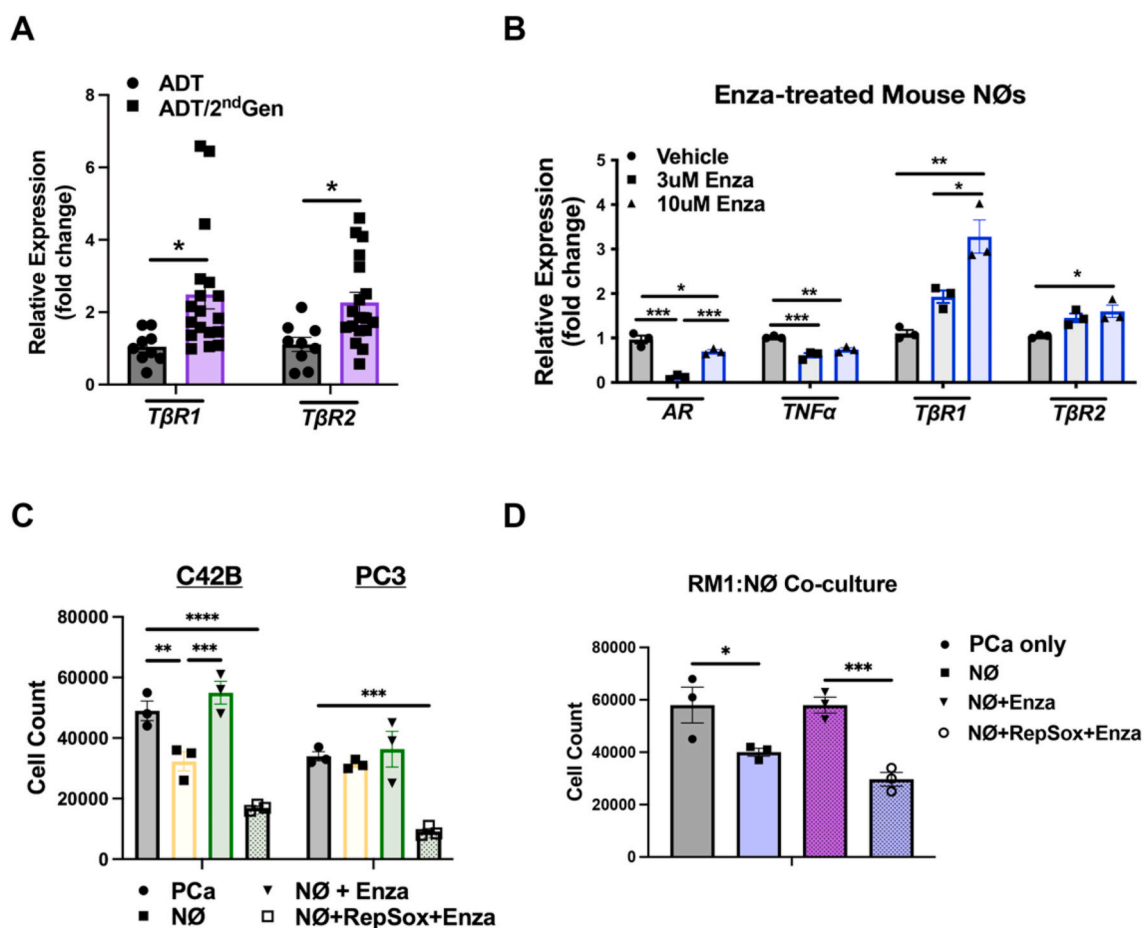 A
ADT
ADT/2ndGen
Relative Expression
(fold change)
8
6
4
2
0
*
*
TβR1
TβR2
B
Enza-treated Mouse NØs
Vehicle
3uM Enza
10uM Enza
Relative Expression
(fold change)
5
4
3
2
1
0
*
***
***
**
***
**
*
*
AR
TNFα
TβR1
TβR2
C
C42B
PC3
Cell Count
80000
60000
40000
20000
0
****
**
***
***
PCa
NØ + Enza
NØ
NØ+RepSox+Enza
D
RM1:NØ Co-culture
Cell Count
80000
60000
40000
20000
0
*
***
PCa only
NØ
NØ+Enza
NØ+RepSox+Enza